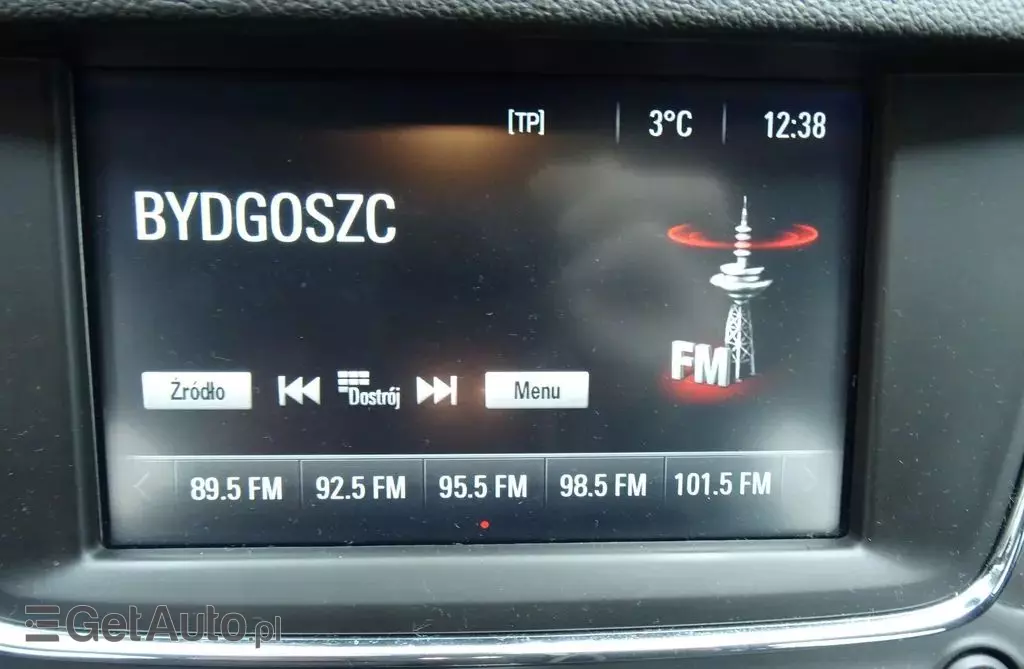 [TP] 3°C 12:38
BYDGOSZC
FM
Źródło Dostrój Menu
89.5 FM 92.5 FM 95.5 FM 98.5 FM 101.5 FM
GetAuto.pl